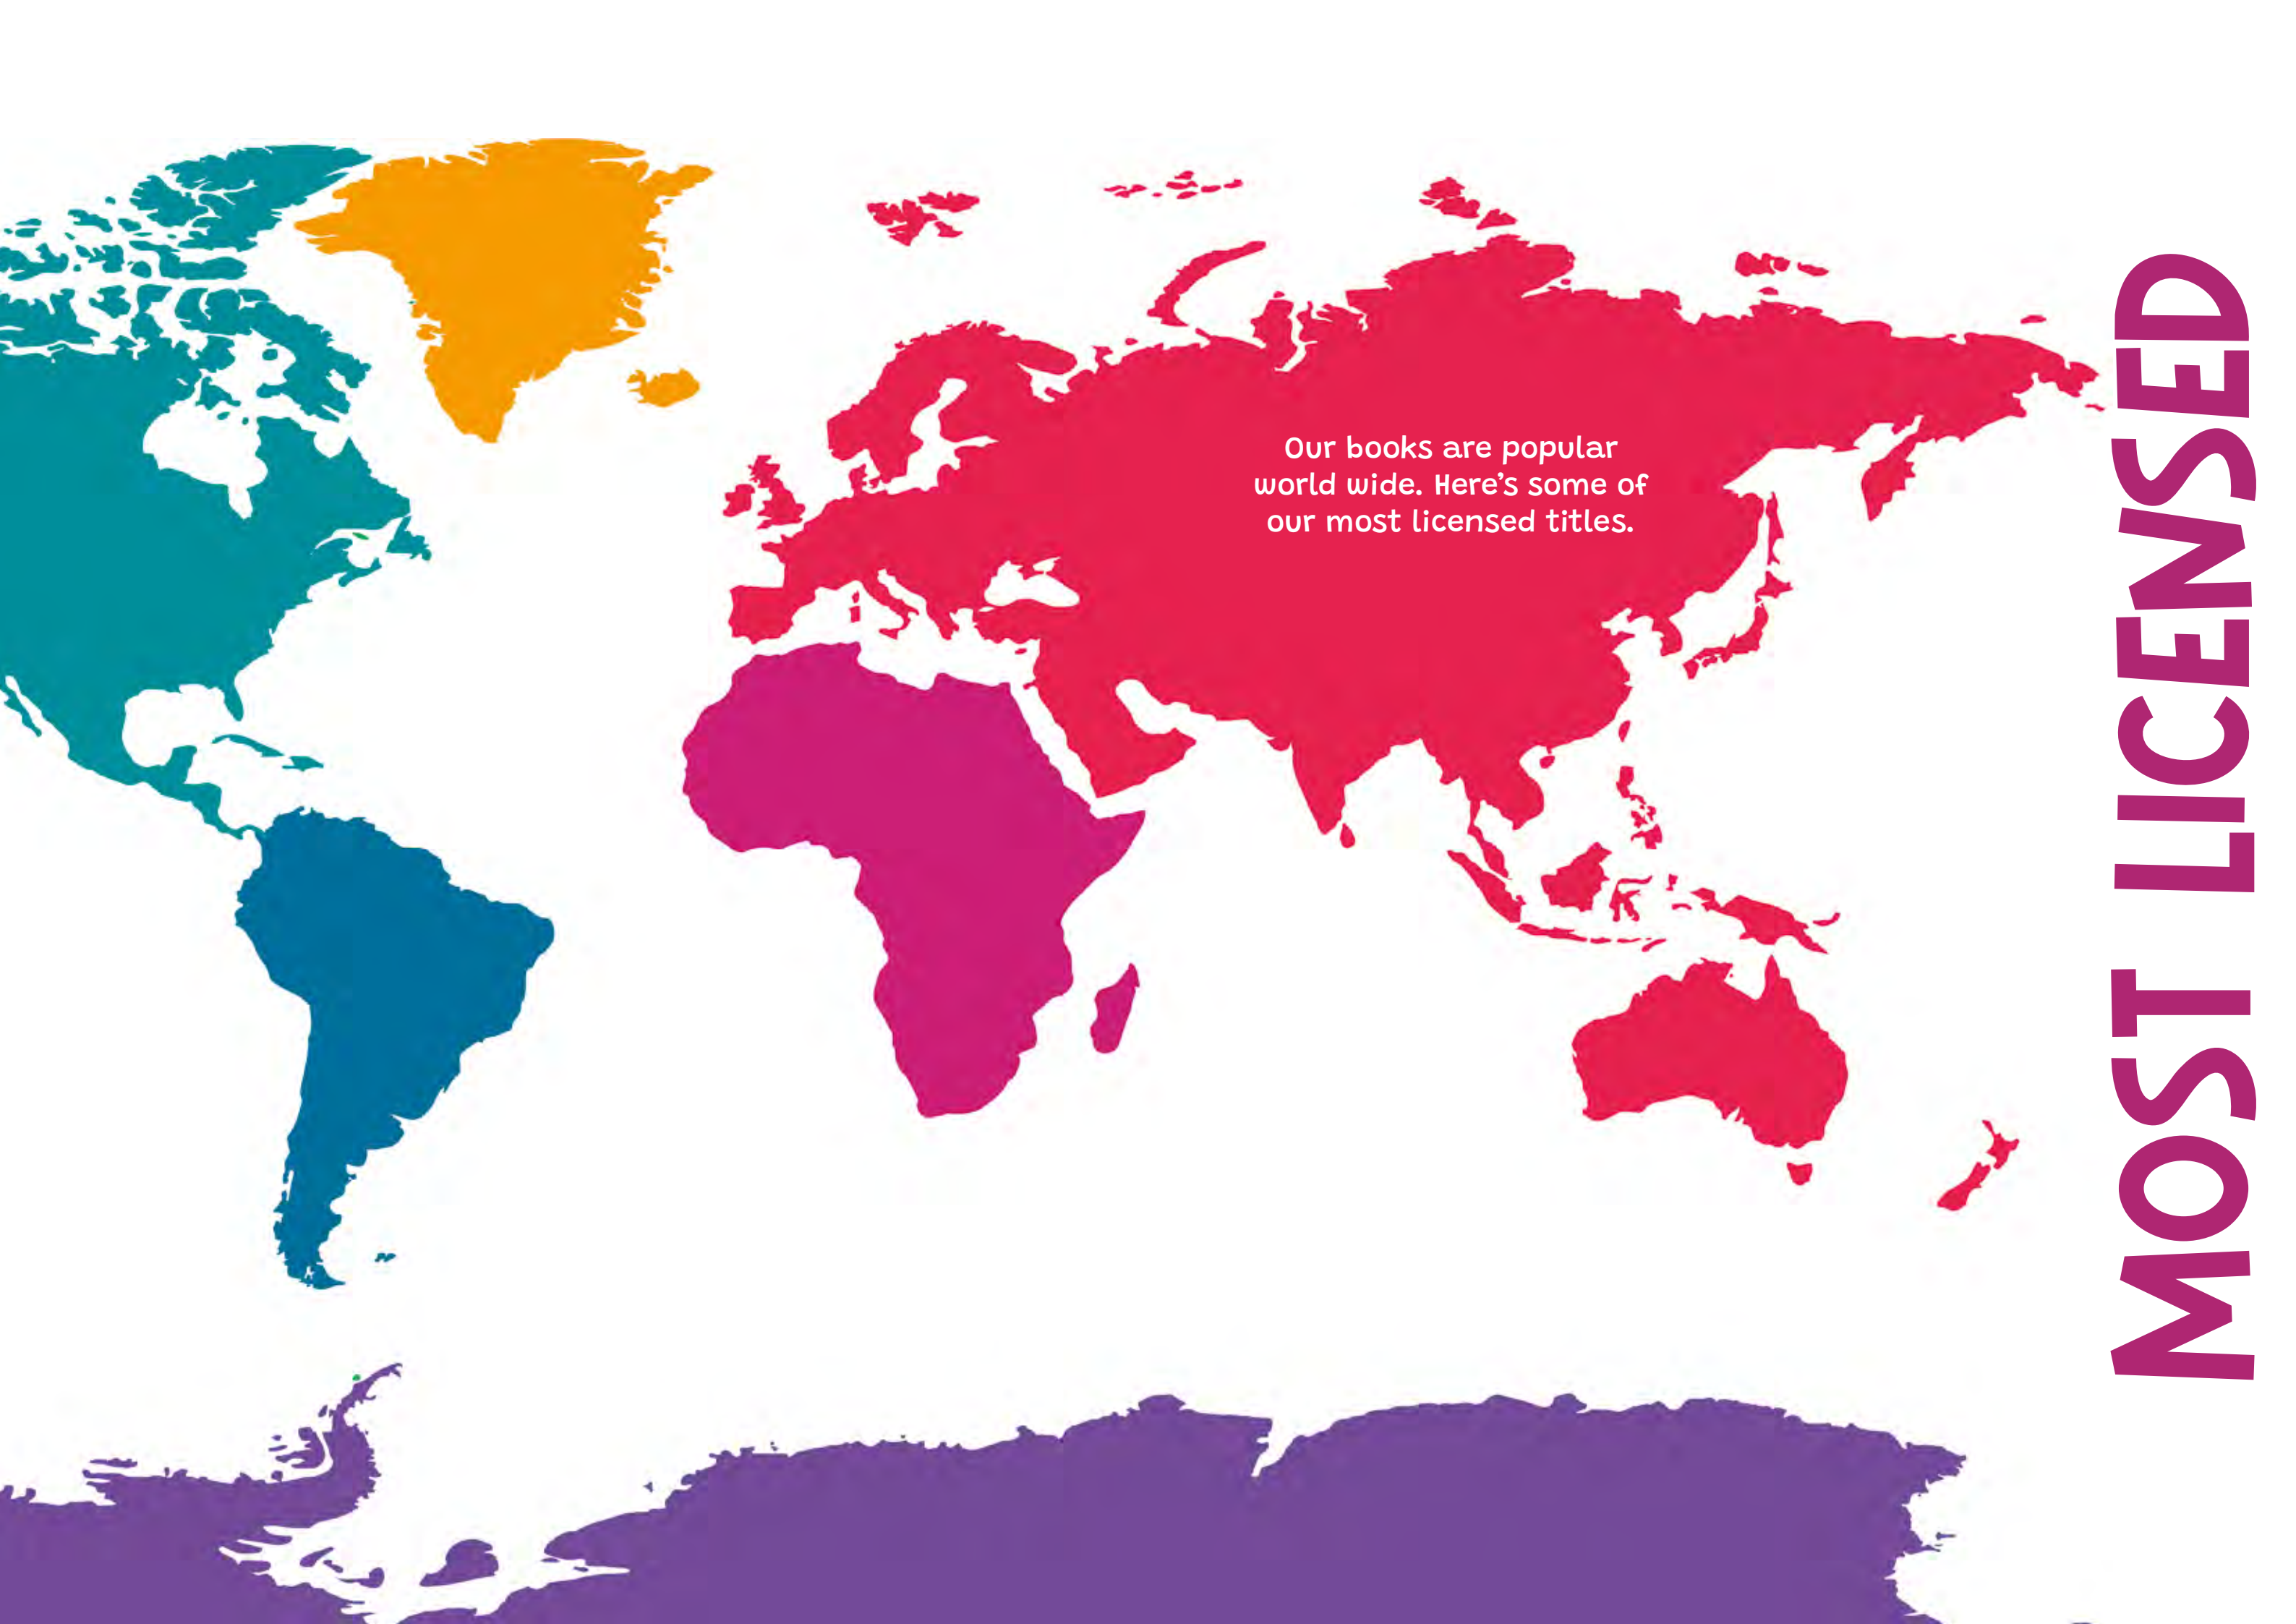 Our books are popular
world wide. Here's some of
our most licensed titles.
MOST LICENSED